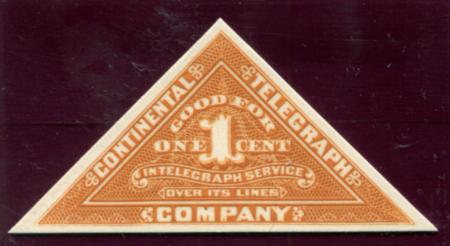 CONTINENTAL
TELEGRAPH
GOOD FOR
ONE 1 CENT
IN TELEGRAPH SERVICE
OVER ITS LINES
COMPANY